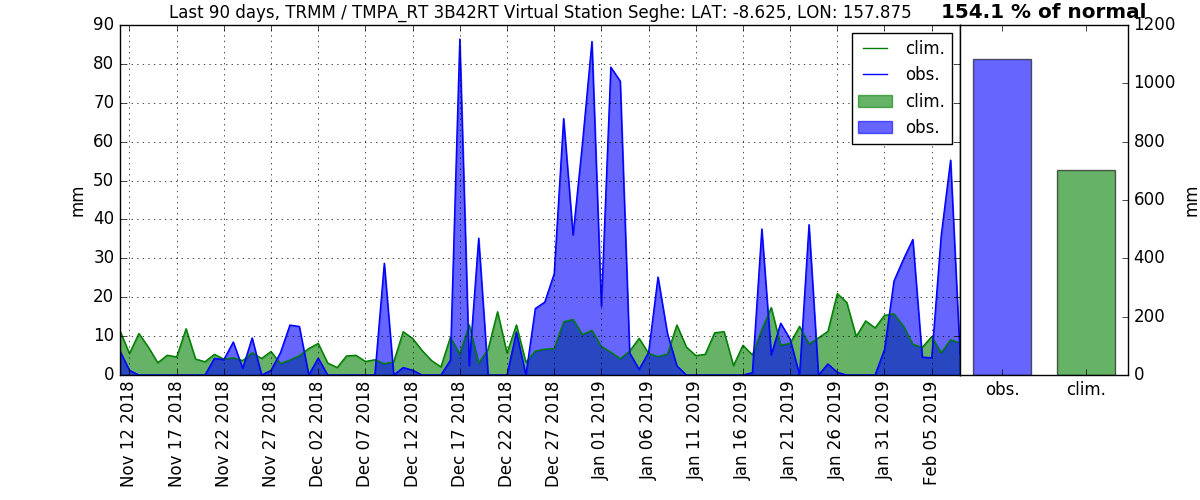 Last 90 days, TRMM / TMPA_RT 3B42RT Virtual Station Seghe: LAT: -8.625, LON: 157.875
154.1 % of normal
90
80
70
60
50
40
30
20
10
0
mm
clim.
obs.
clim.
obs.
1200
1000
800
600
400
200
0
mm
Nov 12 2018
Nov 17 2018
Nov 22 2018
Nov 27 2018
Dec 02 2018
Dec 07 2018
Dec 12 2018
Dec 17 2018
Dec 22 2018
Dec 27 2018
Jan 01 2019
Jan 06 2019
Jan 11 2019
Jan 16 2019
Jan 21 2019
Jan 26 2019
Jan 31 2019
Feb 05 2019
obs.
clim.